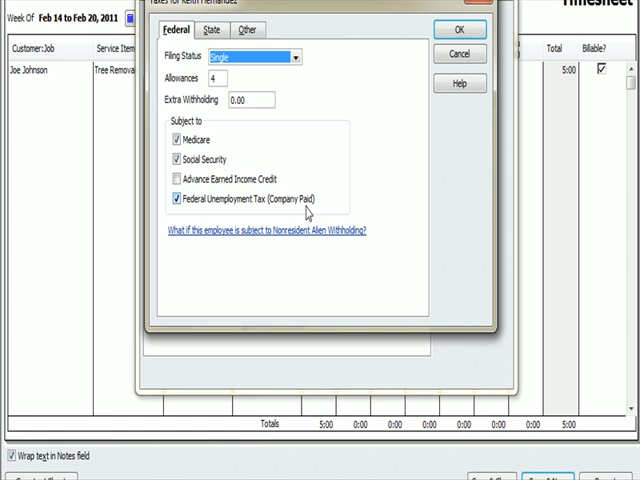 Taxes for Keith Hernandez
Timesheet
Week Of Feb 14 to Feb 20, 2011
Federal State Other
OK
Customer:Job Service Item Total Billable?
Filing Status Single
Cancel
Joe Johnson Tree Remova 5:00
Allowances 4
Help
Extra Withholding 0.00
Subject to
Medicare
Social Security
Advance Earned Income Credit
Federal Unemployment Tax (Company Paid)
What if this employee is subject to Nonresident Alien Withholding?
Totals 5:00 0:00 0:00 0:00 0:00 0:00 5:00
Wrap text in Notes field